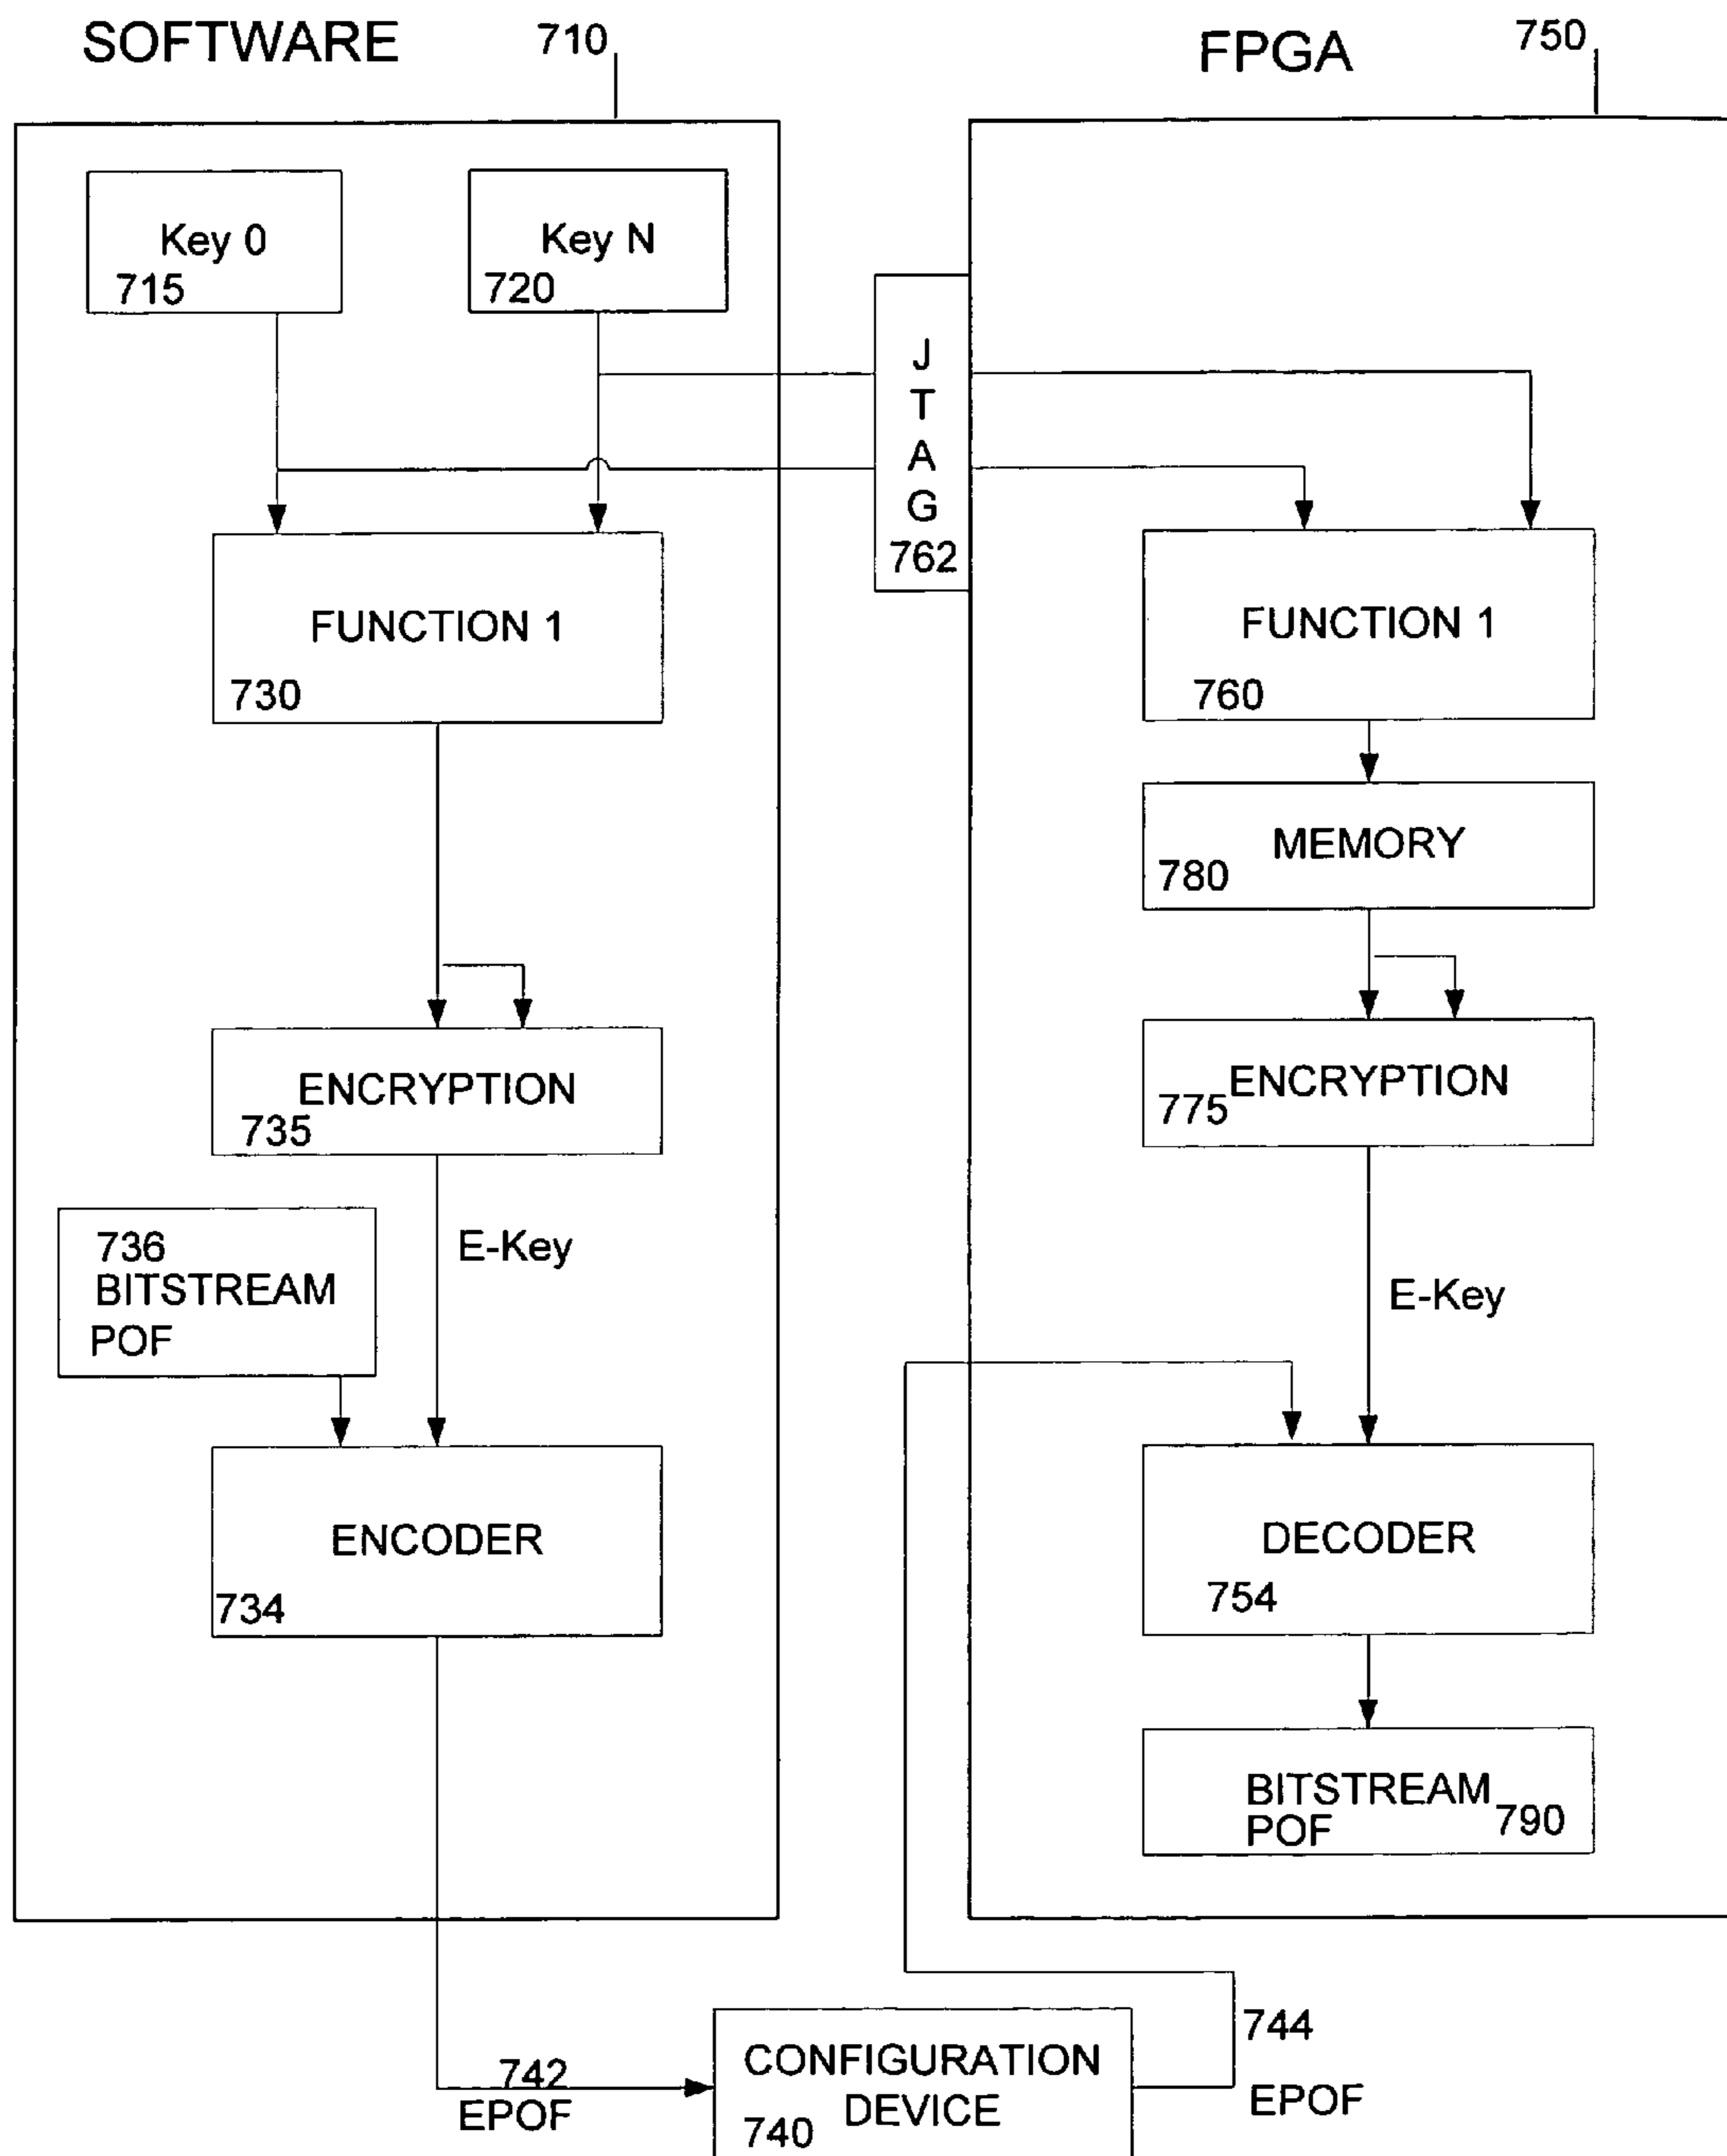 SOFTWARE
710
FPGA
750
Key 0
715
Key N
720
J
T
A
G
762
FUNCTION 1
730
FUNCTION 1
760
MEMORY
780
ENCRYPTION
735
ENCRYPTION
775
736
BITSTREAM
POF
E-Key
E-Key
ENCODER
734
DECODER
754
BITSTREAM
POF
790
742
EPOF
CONFIGURATION
DEVICE
740
744
EPOF